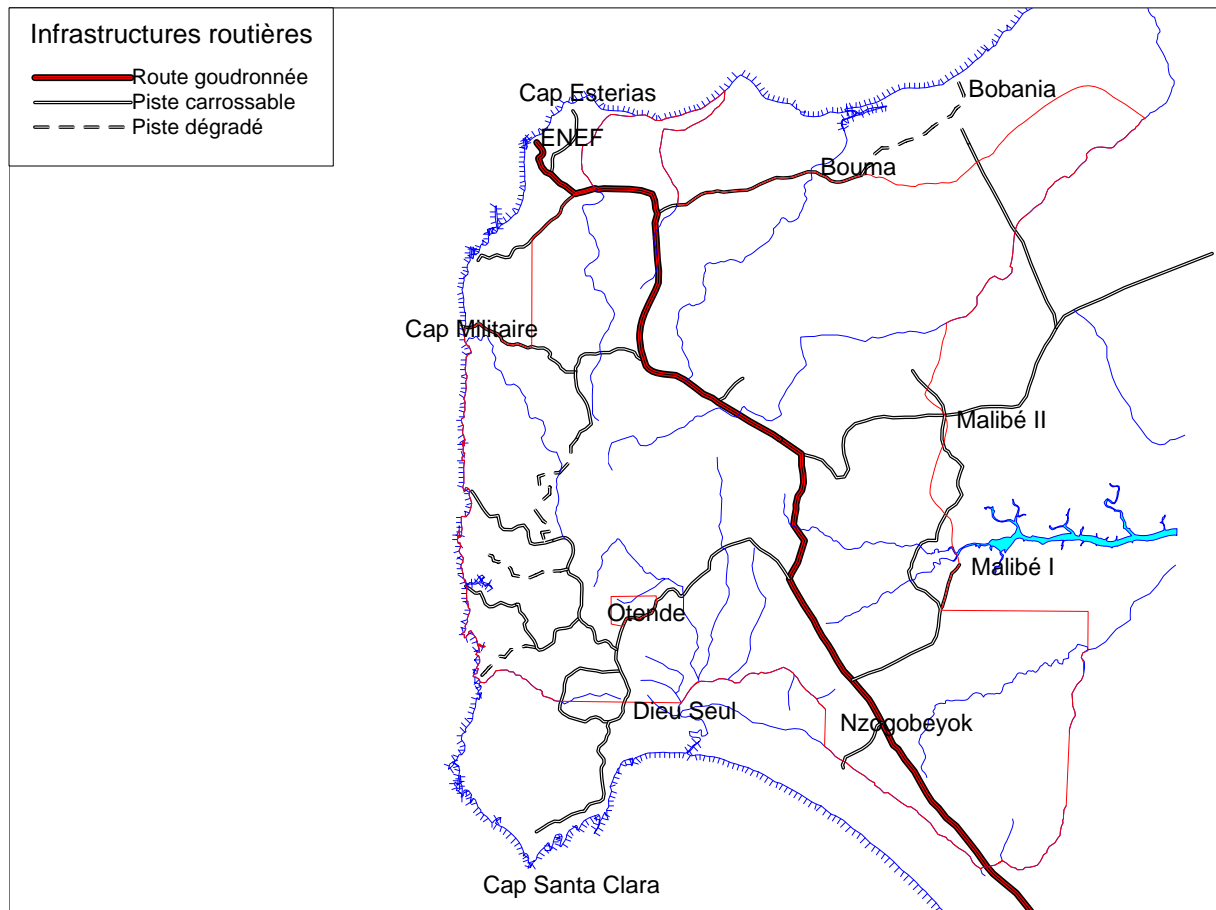 Infrastructures routières
Route goudronnée
Piste carrossable
Piste dégradé
Cap Esterias
Bobania
ENEF
Bouma
Cap Militaire
Malibé II
Malibé I
Otende
Dieu Seul
Nzogobeyok
Cap Santa Clara